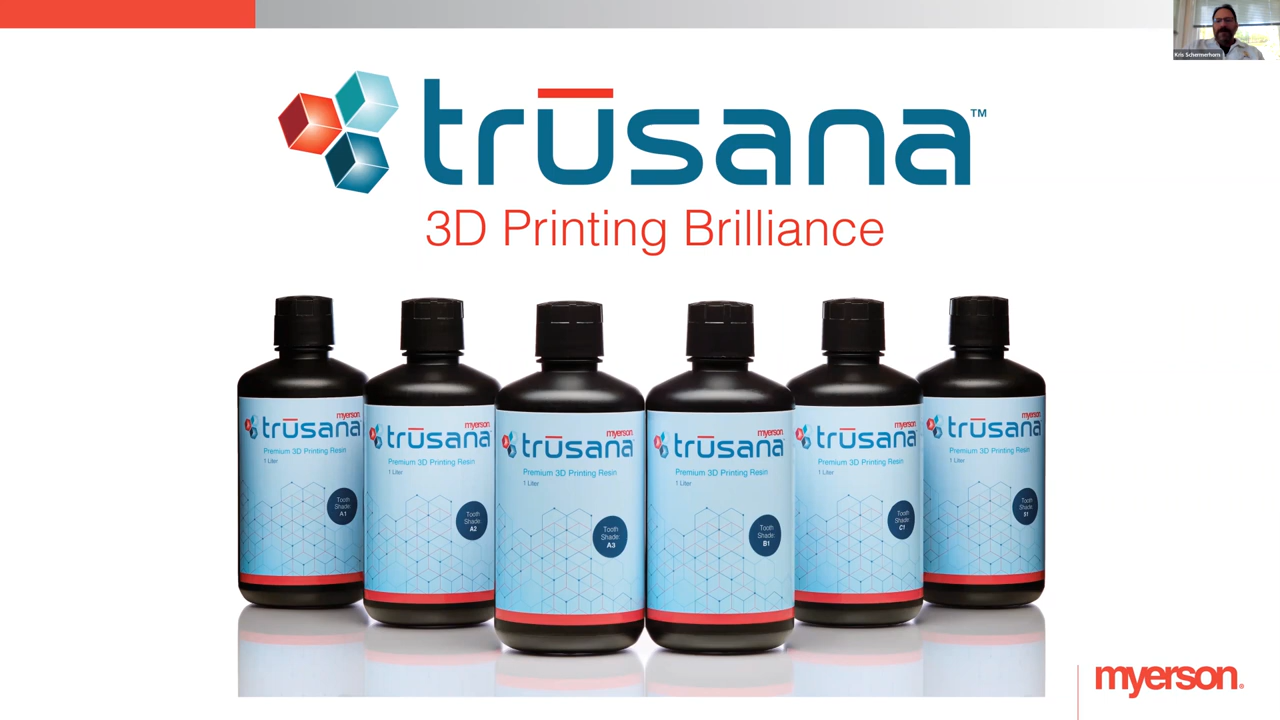 Kris Schermerhorn
trūsana™
3D Printing Brilliance
myerson
trūsana
Premium 3D Printing Resin
1 Liter
Tooth
Shade:
A1
myerson
trūsana
Premium 3D Printing Resin
1 Liter
Tooth
Shade:
A2
myerson
trūsana
Premium 3D Printing Resin
1 Liter
Tooth
Shade:
A3
myerson
trūsana
Premium 3D Printing Resin
1 Liter
Tooth
Shade:
B1
myerson
trūsana
Premium 3D Printing Resin
1 Liter
Tooth
Shade:
C1
myerson
trūsana
Premium 3D Printing Resin
1 Liter
Tooth
Shade:
myerson®